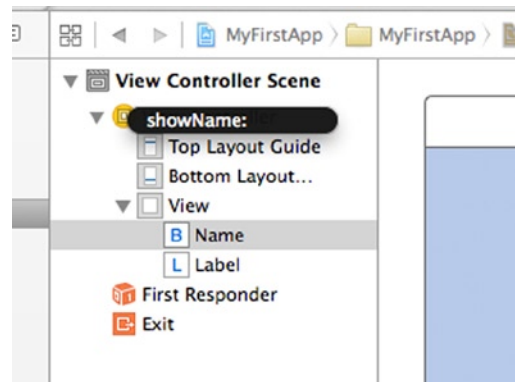 MyFirstApp MyFirstApp
View Controller Scene
showName:
Top Layout Guide
Bottom Layout...
View
B Name
L Label
First Responder
Exit